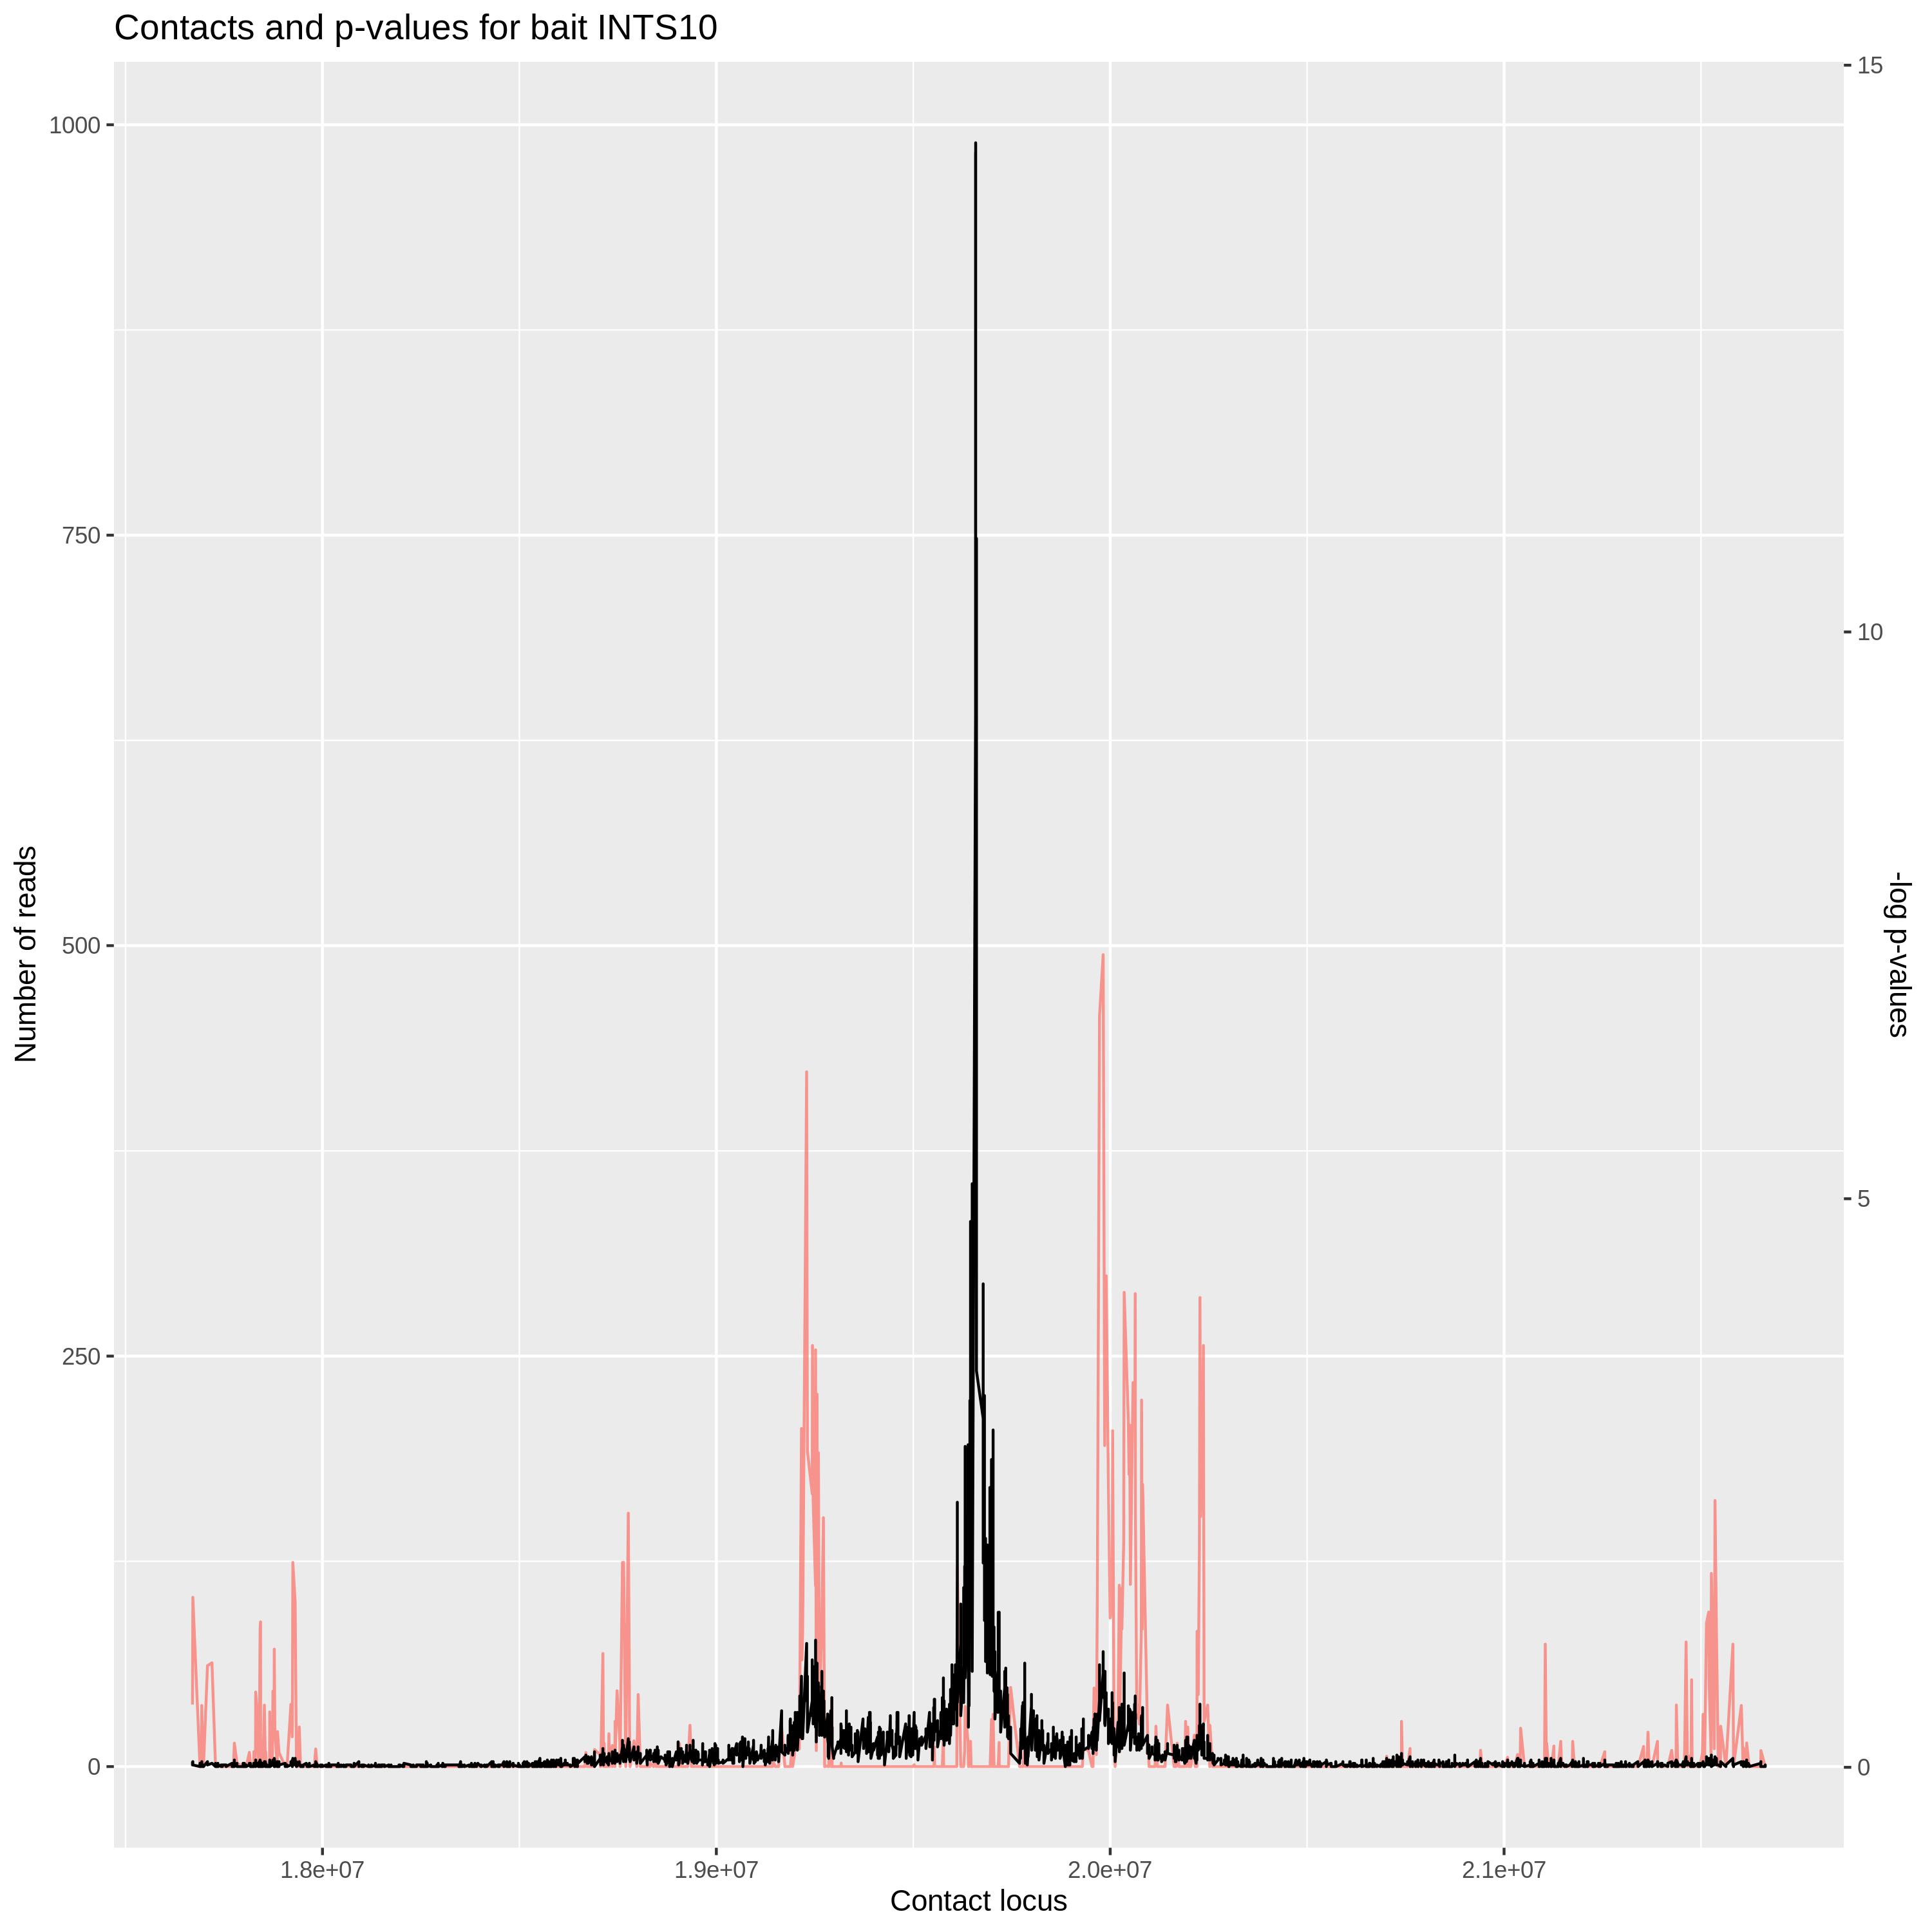 Contacts and p-values for bait INTS10
15
1000
750
10
Number of reads
-log p-values
500
5
250
0
0
1.8e+07
1.9e+07
2.0e+07
2.1e+07
Contact locus